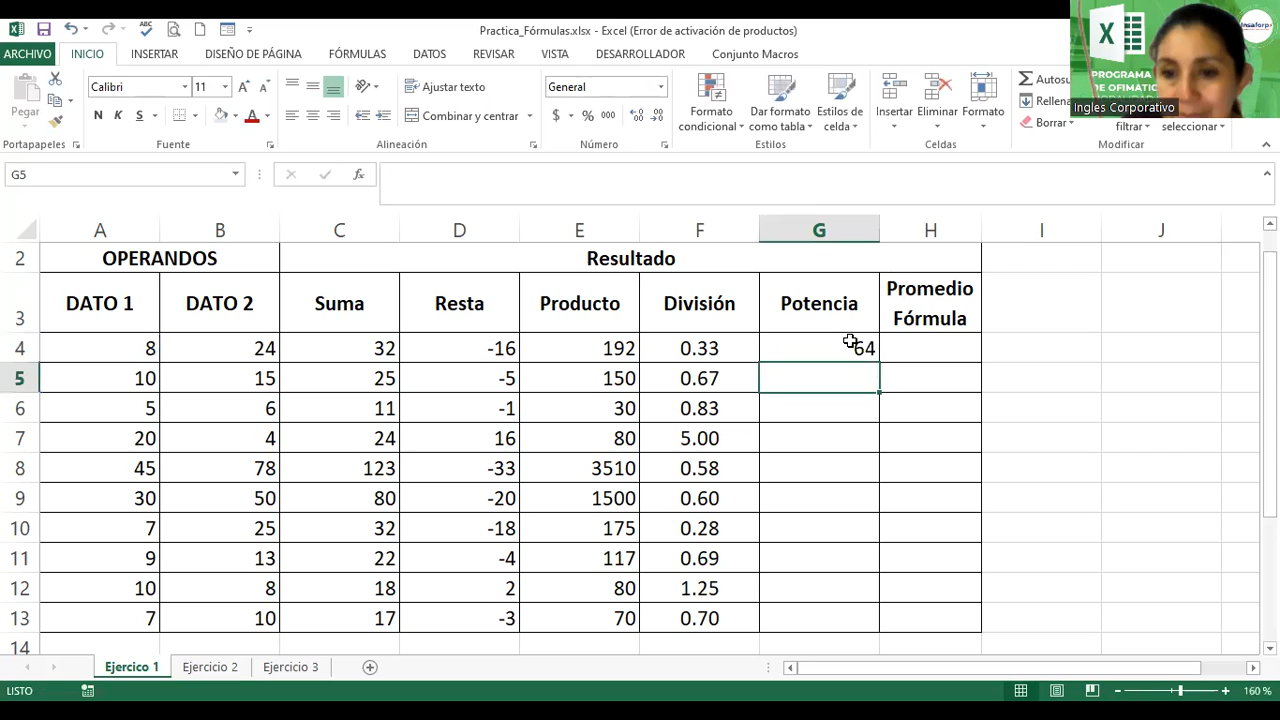 Practica_Fórmulas.xlsx - Excel (Error de activación de productos)
ARCHIVO INICIO INSERTAR DISEÑO DE PÁGINA FÓRMULAS DATOS REVISAR VISTA DESARROLLADOR Conjunto Macros
Calibri 11 Ajustar texto General Autosu
Pegar N K S Combinar y centrar $ % 000 Formato condicional Dar formato como tabla Estilos de celda Insertar Eliminar Formato Rellena
Borrar filtrar seleccionar
Portapapeles Fuente Alineación Número Estilos Celdas Modificar
PROGRAMA
DE OFIMÁTIC
Ingles Corporativo
Insaforp
G5 fx
A B C D E F G H I J
2 OPERANDOS Resultado
3 DATO 1 DATO 2 Suma Resta Producto División Potencia Promedio Fórmula
4 8 24 32 -16 192 0.33 64
5 10 15 25 -5 150 0.67
6 5 6 11 -1 30 0.83
7 20 4 24 16 80 5.00
8 45 78 123 -33 3510 0.58
9 30 50 80 -20 1500 0.60
10 7 25 32 -18 175 0.28
11 9 13 22 -4 117 0.69
12 10 8 18 2 80 1.25
13 7 10 17 -3 70 0.70
14
Ejercico 1 Ejercicio 2 Ejercicio 3
LISTO 160 %